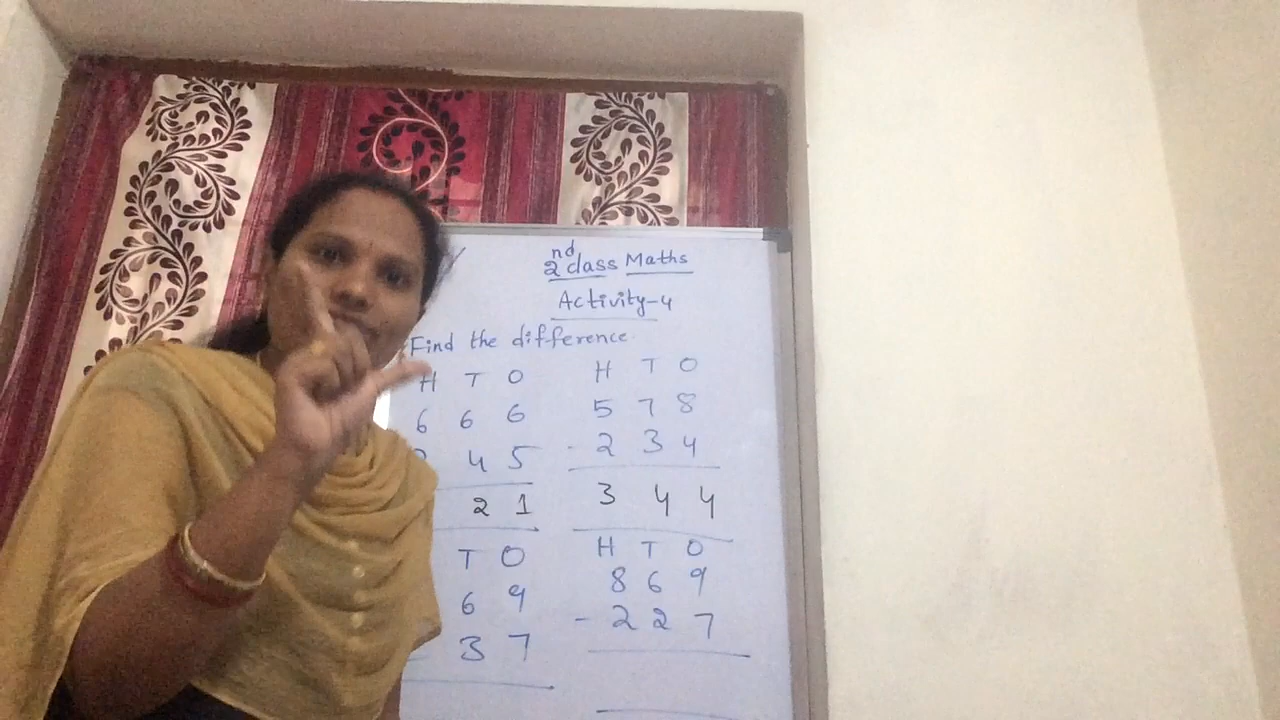 2nd class Maths
Activity-4
Find the difference
H T O
H T O
6 6 6
5 7 8
4 5
- 2 3 4
2 1
3 4 4
T O
H T O
6 9
8 6 9
3 7
- 2 2 7